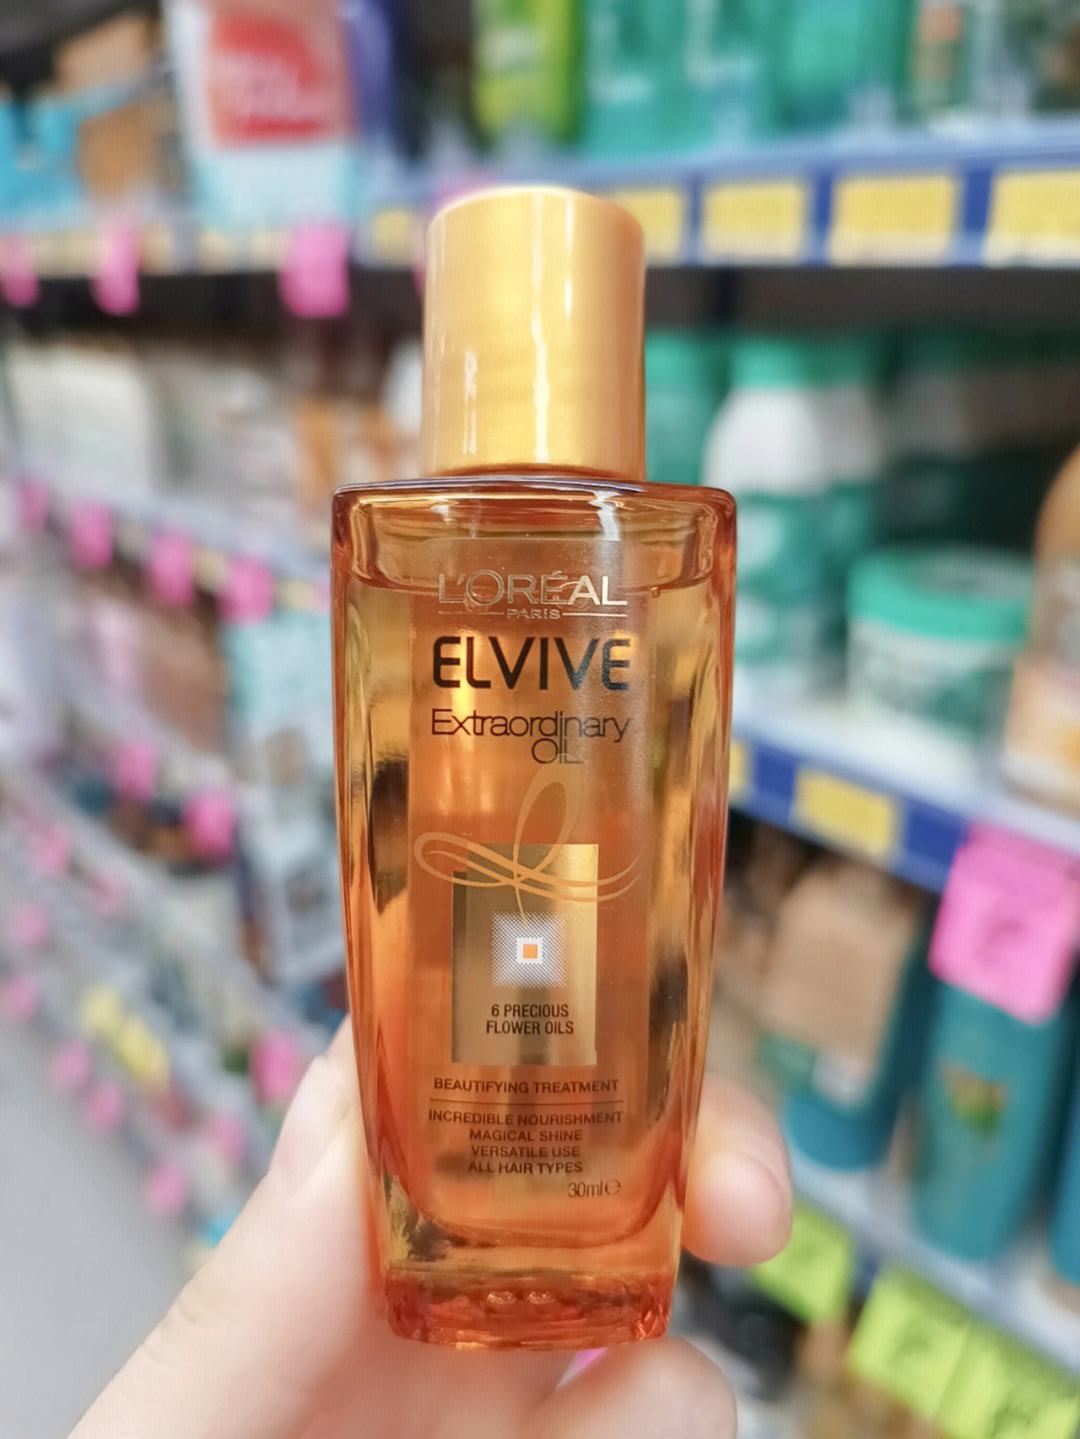 L'ORÉAL
PARIS
ELVIVE
Extraordinary
OIL
6 PRECIOUS
FLOWER OILS
BEAUTIFYING TREATMENT
INCREDIBLE NOURISHMENT
MAGICAL SHINE
VERSATILE USE
ALL HAIR TYPES
30ml℮